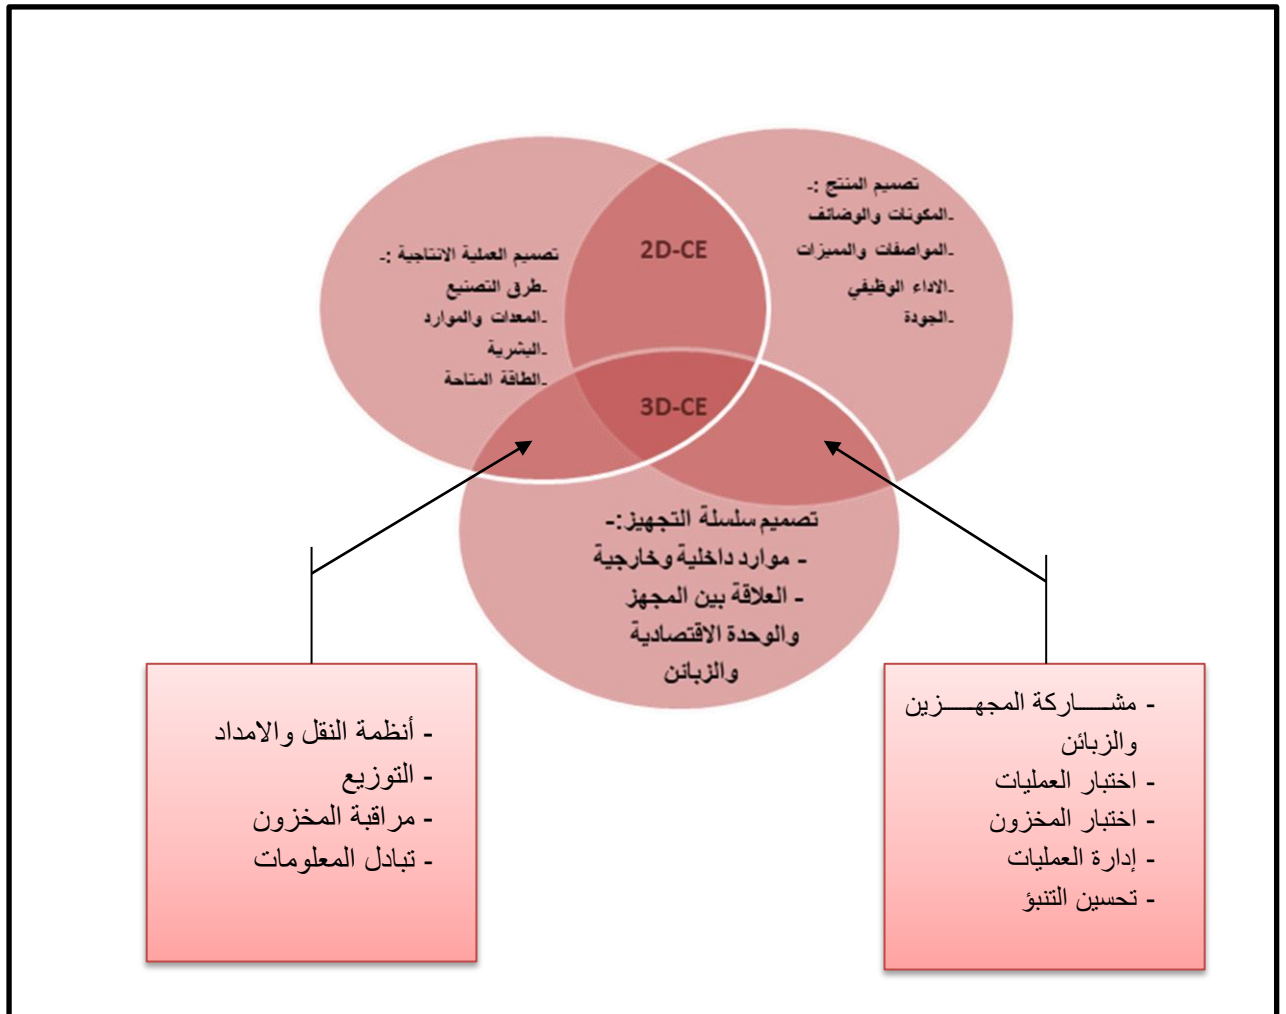 تصميم المنتج :-
-المكونات والوضائف
-المواصفات والمميزات
-الاداء الوظيفي
-الجودة
2D-CE
تصميم العملية الانتاجية :-
-طرق التصنيع
-المعدات والموارد
-البشرية
-الطاقة المتاحة
3D-CE
تصميم سلسلة التجهيز:-
- موارد داخلية وخارجية
- العلاقة بين المجهز
والوحدة الاقتصادية
والزبائن
- مشاركة المجهزين
والزبائن
- اختبار العمليات
- اختبار المخزون
- إدارة العمليات
- تحسين التنبؤ
- أنظمة النقل والامداد
- التوزيع
- مراقبة المخزون
- تبادل المعلومات